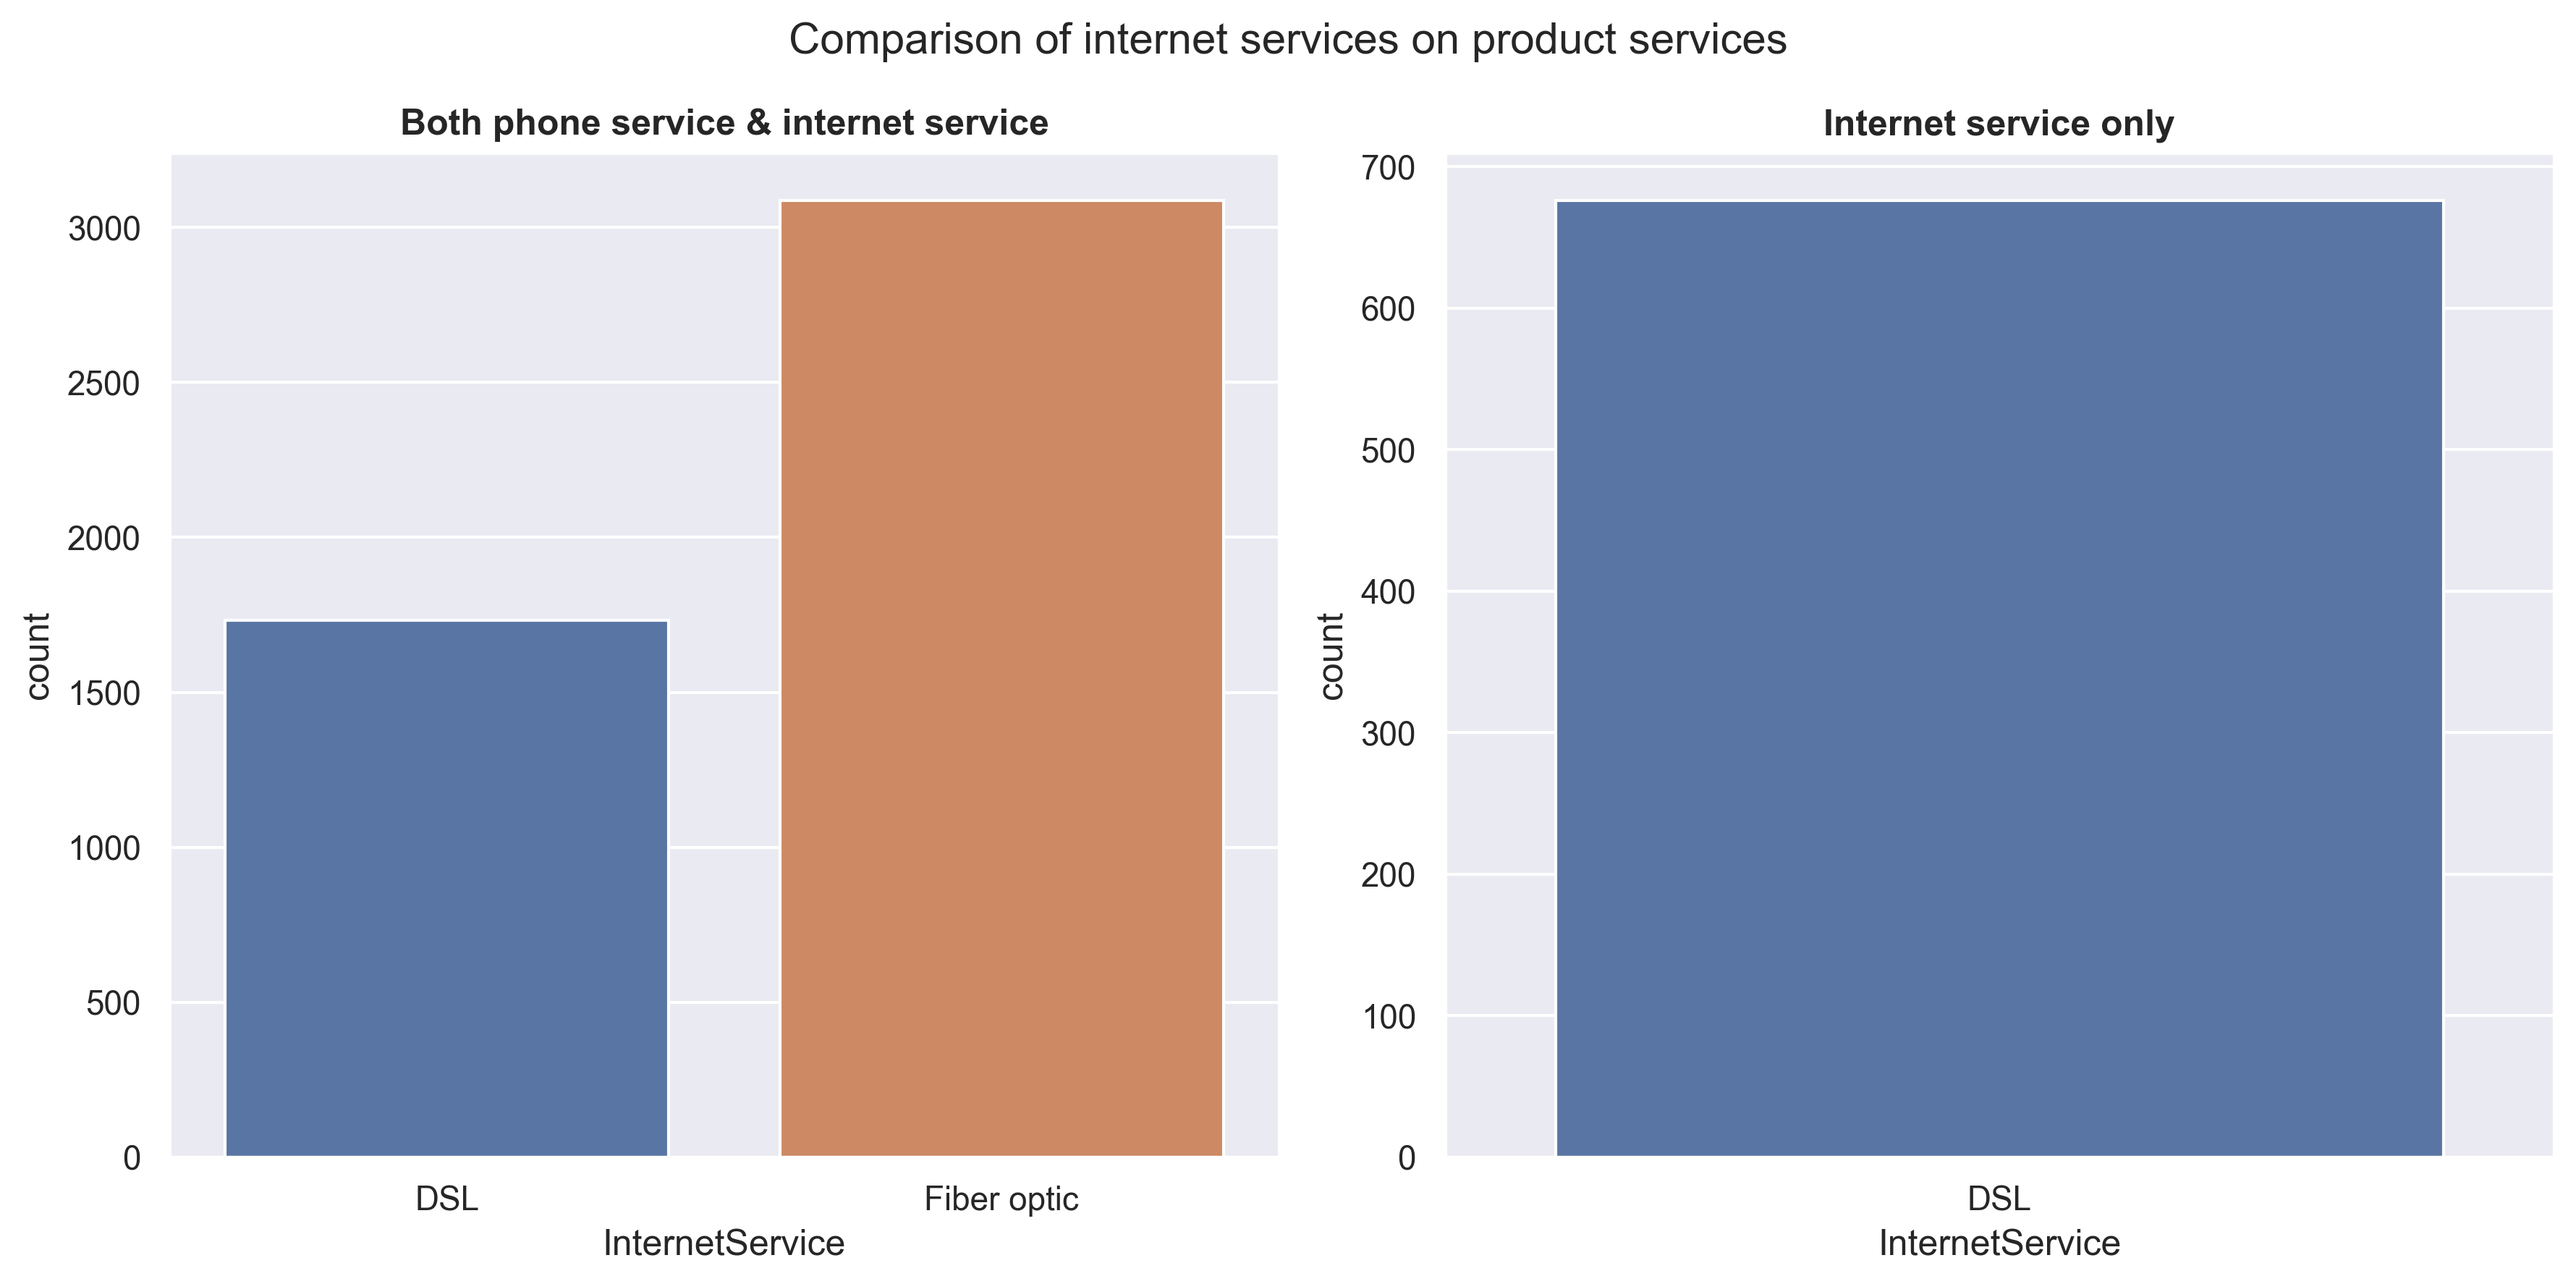 Comparison of internet services on product services
Both phone service & internet service
3000
2500
2000
1500
1000
500
0
count
DSL
Fiber optic
InternetService
Internet service only
700
600
500
400
300
200
100
0
count
DSL
InternetService